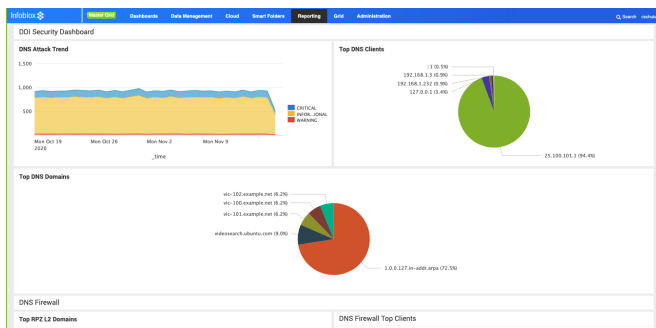 Infoblox
Master Grid
Dashboards
Data Management
Cloud
Smart Folders
Reporting
Grid
Administration
Search
DDI Security Dashboard
DNS Attack Trend
1,500
1,000
500
Mon Oct 19
2020
Mon Oct 26
Mon Nov 2
Mon Nov 9
_time
CRITICAL
INFOR...IONAL
WARNING
Top DNS Clients
::1 (0.5%)
192.168.1.3 (0.9%)
192.168.1.232 (0.9%)
127.0.0.1 (3.4%)
25.100.101.1 (94.4%)
Top DNS Domains
vic-102.example.net (6.2%)
vic-100.example.net (6.2%)
vic-101.example.net (6.2%)
videosearch.ubuntu.com (9.0%)
1.0.0.127.in-addr.arpa (72.5%)
DNS Firewall
Top RPZ L2 Domains
DNS Firewall Top Clients